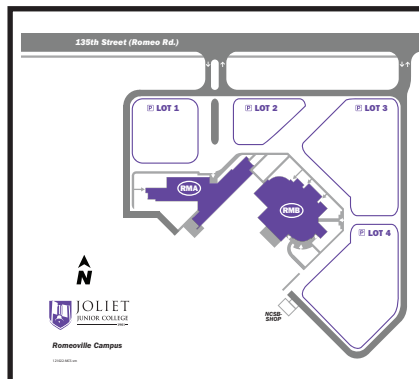 135th Street (Romeo Rd.)
P LOT 1
P LOT 2
P LOT 3
RMA
RMB
P LOT 4
N
NCSB-
SHOP
JOLIET
JUNIOR COLLEGE
1901
Romeoville Campus